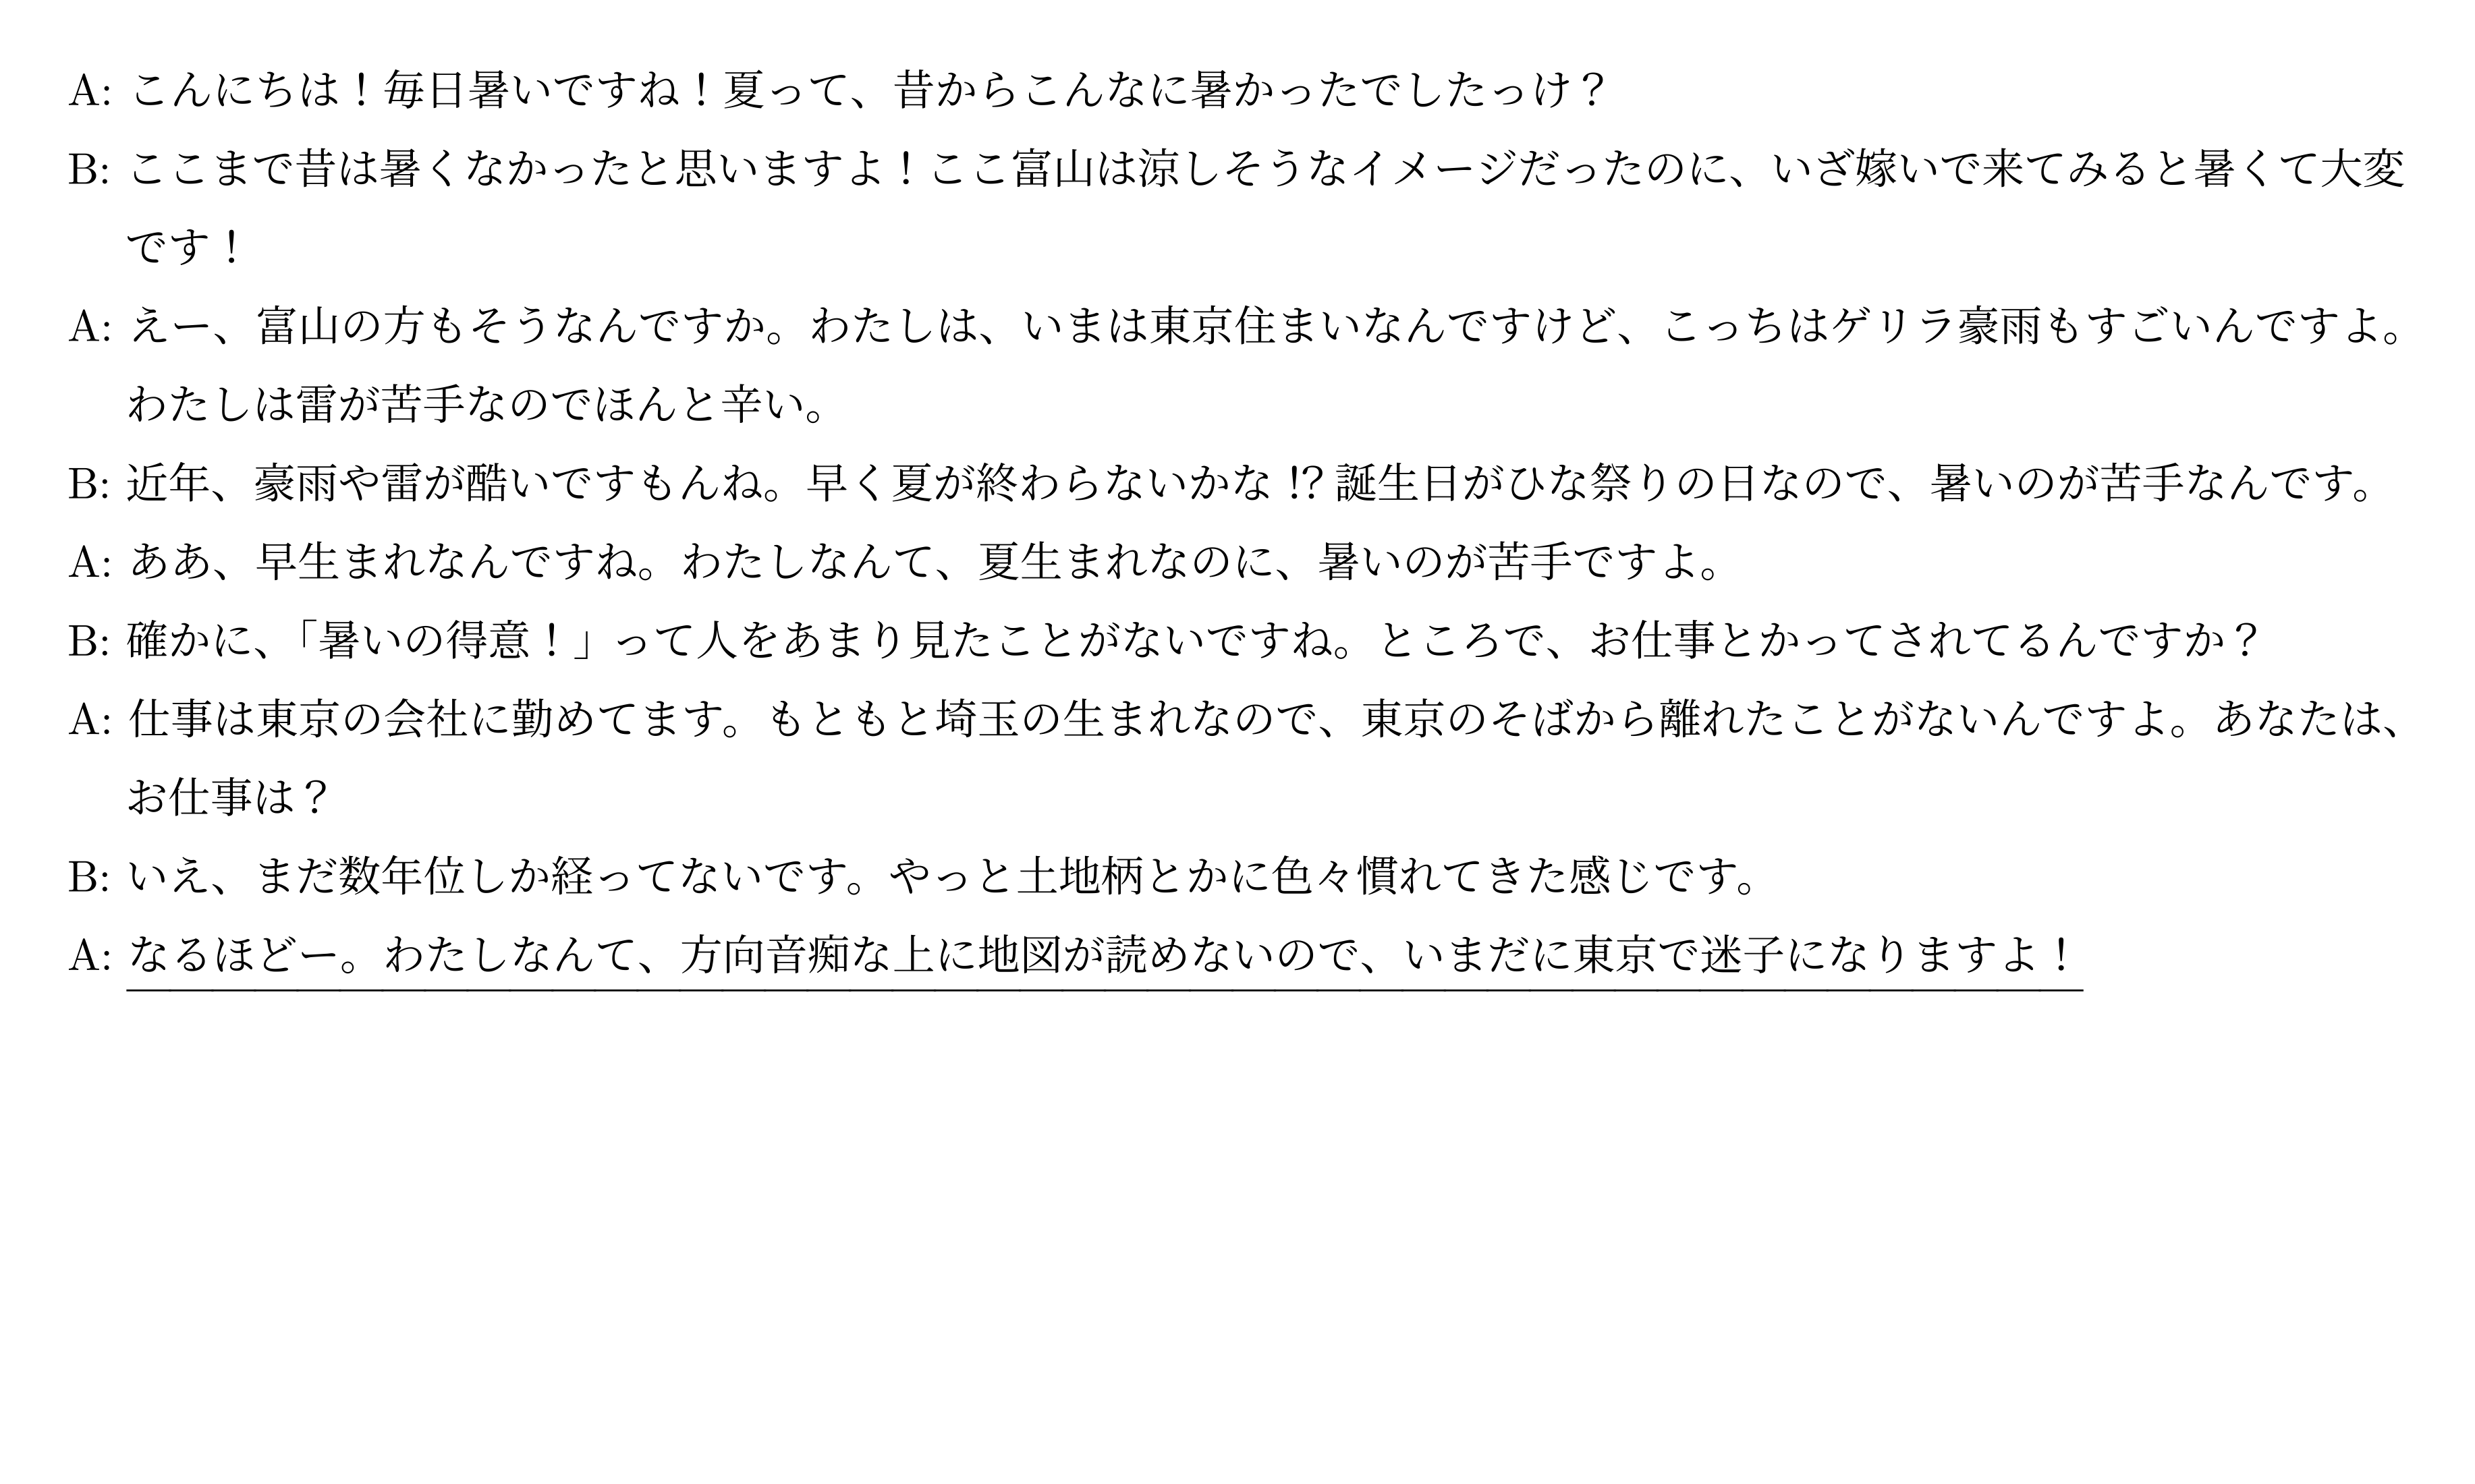 A: こんにちは！毎日暑いですね！夏って、昔からこんなに暑かったでしたっけ？
B: ここまで昔は暑くなかったと思いますよ！ここ富山は涼しそうなイメージだったのに、いざ嫁いで来てみると暑くて大変
です！
A: えー、富山の方もそうなんですか。わたしは、いまは東京住まいなんですけど、こっちはゲリラ豪雨もすごいんですよ。
わたしは雷が苦手なのでほんと辛い。
B: 近年、豪雨や雷が酷いですもんね。早く夏が終わらないかな⁉誕生日がひな祭りの日なので、暑いのが苦手なんです。
A: ああ、早生まれなんですね。わたしなんて、夏生まれなのに、暑いのが苦手ですよ。
B: 確かに、「暑いの得意！」って人をあまり見たことがないですね。ところで、お仕事とかってされてるんですか？
A: 仕事は東京の会社に勤めてます。もともと埼玉の生まれなので、東京のそばから離れたことがないんですよ。あなたは、
お仕事は？
B: いえ、まだ数年位しか経ってないです。やっと土地柄とかに色々慣れてきた感じです。
A: なるほどー。わたしなんて、方向音痴な上に地図が読めないので、いまだに東京で迷子になりますよ！